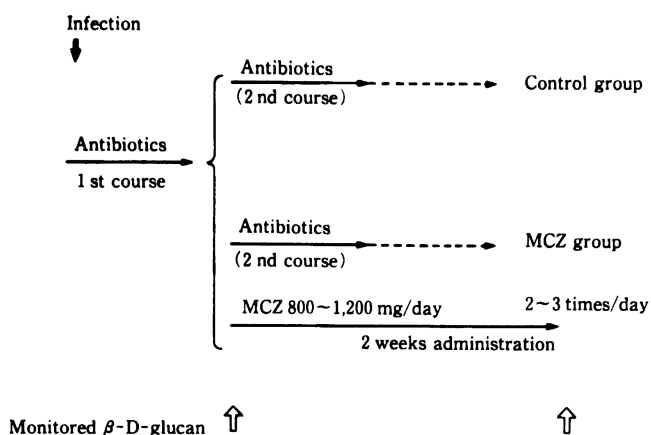 Infection
Antibiotics
1 st course
Antibiotics
(2 nd course)
Control group
Antibiotics
(2 nd course)
MCZ group
MCZ 800~1,200 mg/day
2~3 times/day
2 weeks administration
Monitored β-D-glucan